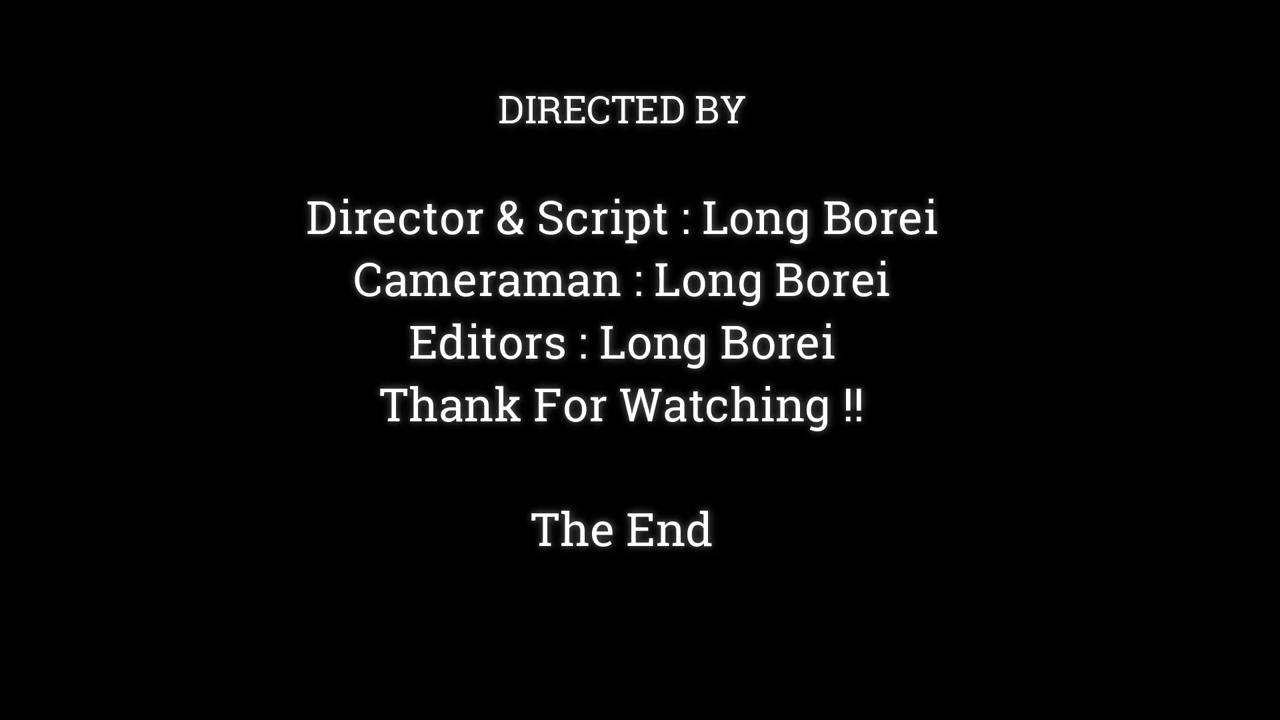 DIRECTED BY
Director & Script : Long Borei
Cameraman : Long Borei
Editors : Long Borei
Thank For Watching !!
The End